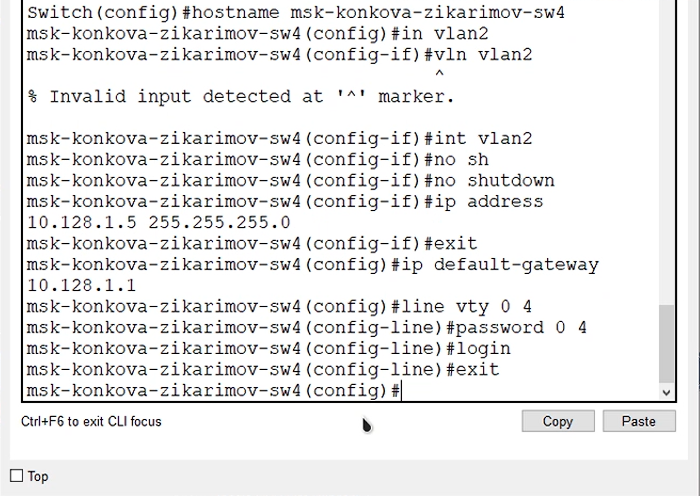 Switch(config)#hostname msk-konkova-zikarimov-sw4
msk-konkova-zikarimov-sw4(config)#in vlan2
msk-konkova-zikarimov-sw4(config-if)#vln vlan2
^
% Invalid input detected at '^' marker.
msk-konkova-zikarimov-sw4(config-if)#int vlan2
msk-konkova-zikarimov-sw4(config-if)#no sh
msk-konkova-zikarimov-sw4(config-if)#no shutdown
msk-konkova-zikarimov-sw4(config-if)#ip address
10.128.1.5 255.255.255.0
msk-konkova-zikarimov-sw4(config-if)#exit
msk-konkova-zikarimov-sw4(config)#ip default-gateway
10.128.1.1
msk-konkova-zikarimov-sw4(config)#line vty 0 4
msk-konkova-zikarimov-sw4(config-line)#password 0 4
msk-konkova-zikarimov-sw4(config-line)#login
msk-konkova-zikarimov-sw4(config-line)#exit
msk-konkova-zikarimov-sw4(config)#
Ctrl+F6 to exit CLI focus
Copy
Paste
Top